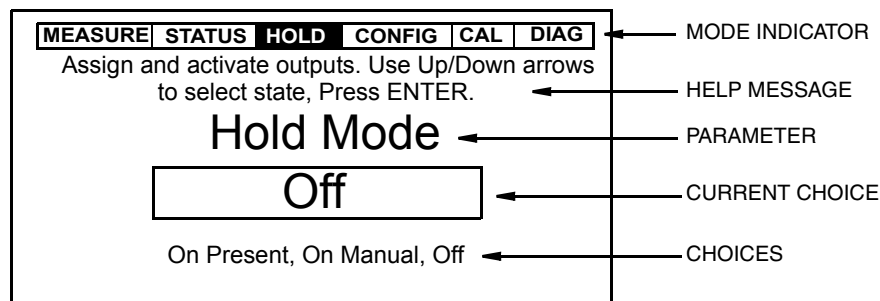 MEASURE STATUS HOLD CONFIG CAL DIAG
MODE INDICATOR
Assign and activate outputs. Use Up/Down arrows
to select state, Press ENTER.
HELP MESSAGE
Hold Mode
PARAMETER
Off
CURRENT CHOICE
On Present, On Manual, Off
CHOICES